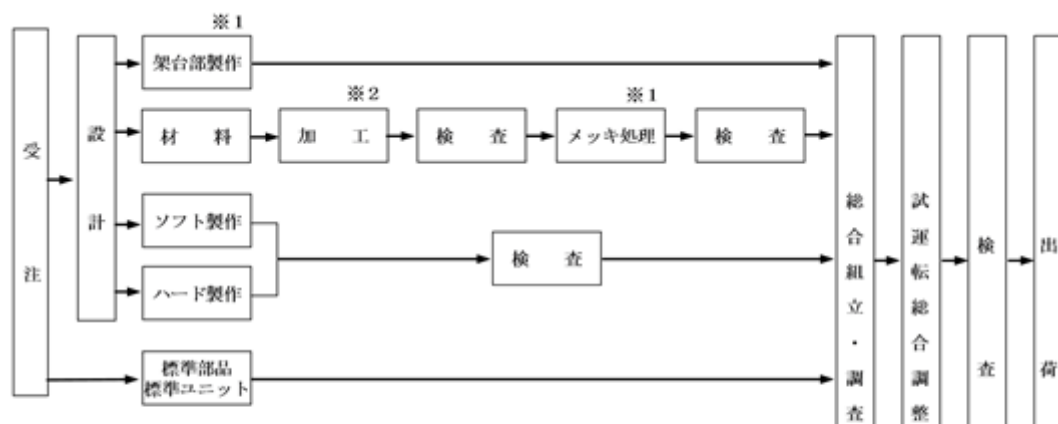 ※1
架台部製作
※2
※1
材　料
加　工
検　査
メッキ処理
検　査
受注
設計
ソフト製作
ハード製作
検　査
標準部品
標準ユニット
総合組立・調査
試運転総合調整
検査
出荷